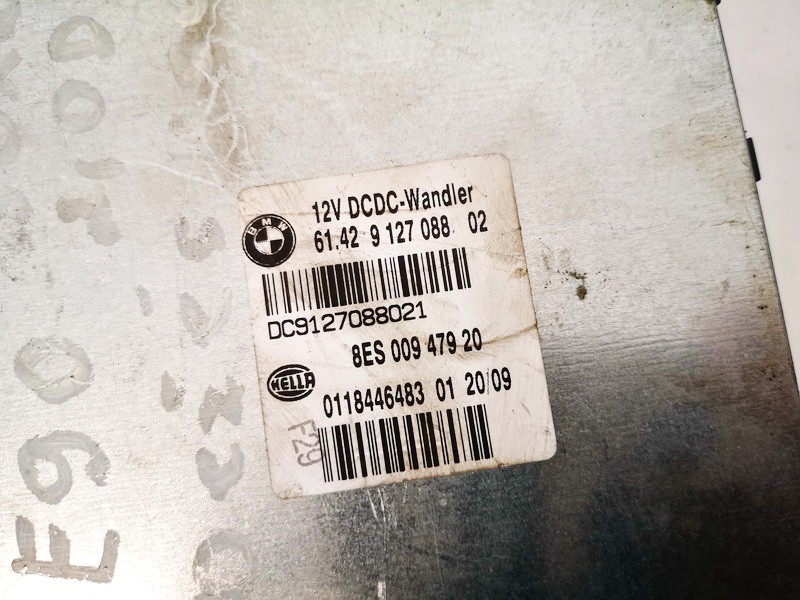 BMW
12V DCDC-Wandler
61.42 9 127 088 02
DC9127088021
8ES 009 479 20
HELLA
0118446483 01 20/09
F29
E90